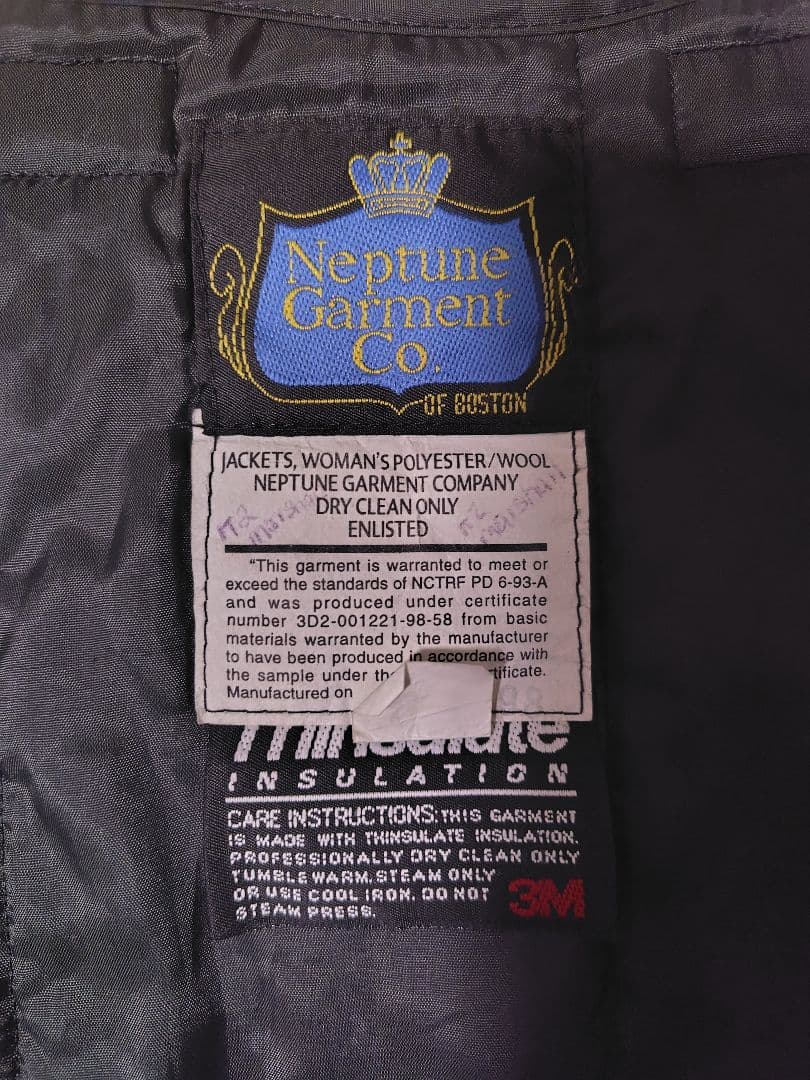 Neptune
Garment
Co.
OF BOSTON
JACKETS, WOMAN'S POLYESTER/WOOL
NEPTUNE GARMENT COMPANY
DRY CLEAN ONLY
ENLISTED
"This garment is warranted to meet or
exceed the standards of NCTRF PD 6-93-A
and was produced under certificate
number 3D2-001221-98-58 from basic
materials warranted by the manufacturer
to have been produced in accordance with
the sample under
Manufactured on
Thinsulate
INSULATION
CARE INSTRUCTIONS: THIS GARMENT
IS MADE WITH THINSULATE INSULATION.
PROFESSIONALLY DRY CLEAN ONLY
TUMBLE WARM. STEAM ONLY
OR USE COOL IRON. DO NOT
STEAM PRESS.
3M